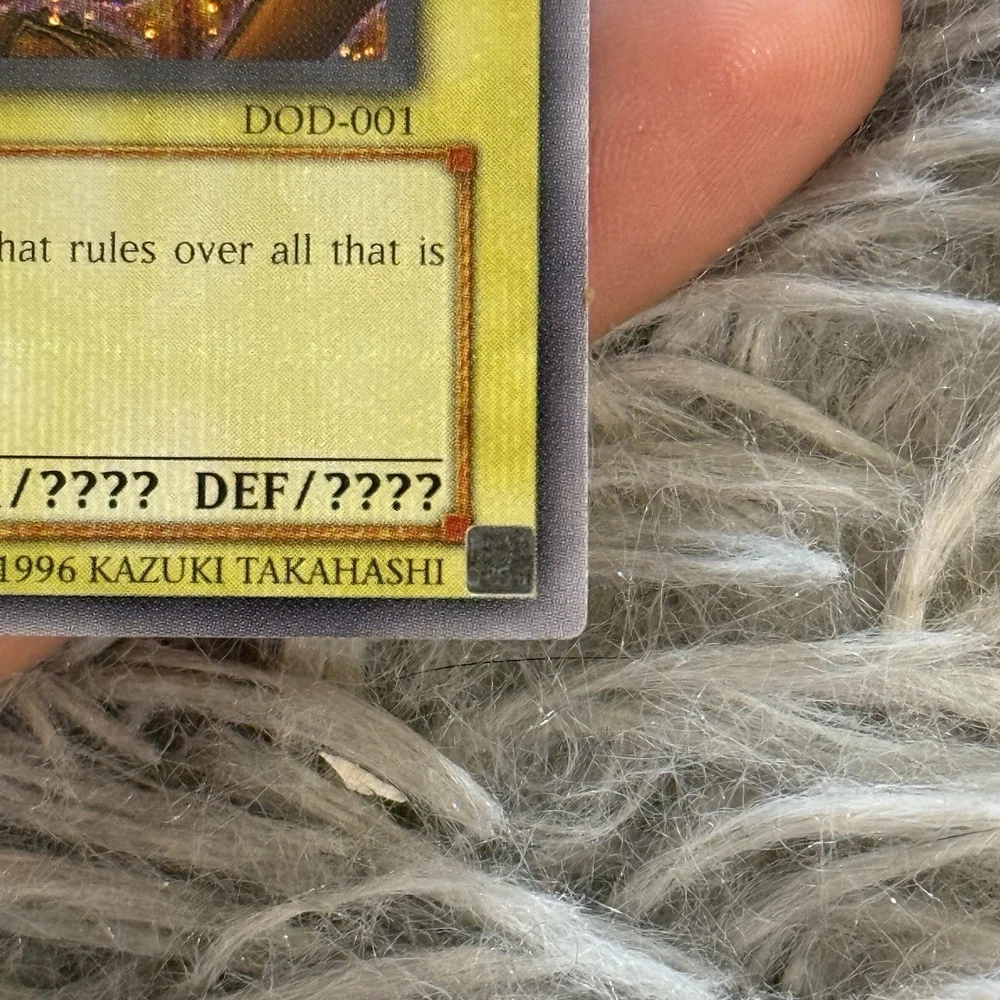 DOD-001
hat rules over all that is
/???? DEF/????
1996 KAZUKI TAKAHASHI